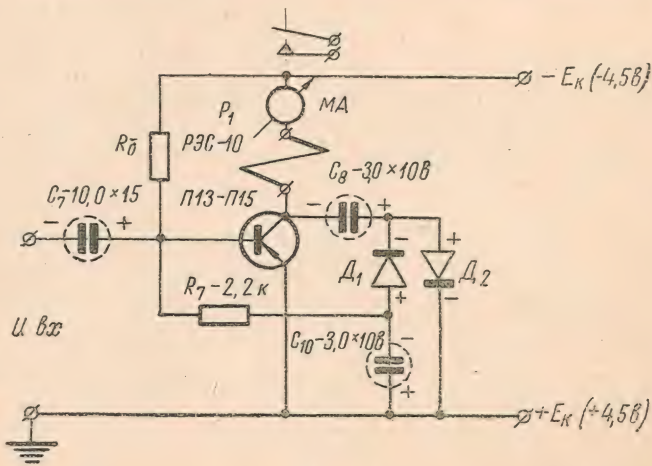 − Eк (-4,5в)
P₁
МА
Rб
РЭС-10
C₈-3,0×10в
C₇-10,0×15
П13-П15
− +
− +
− +
Д₁
Д₂
R₇-2,2к
+ −
U вх
C₁₀-3,0×10в
−
+
+Eк (+4,5в)